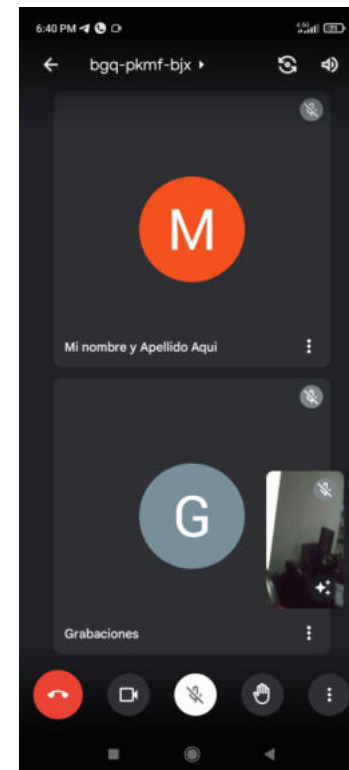 6:40 PM
bgq-pkmf-bjx
M
Mi nombre y Apellido Aqui
G
Grabaciones